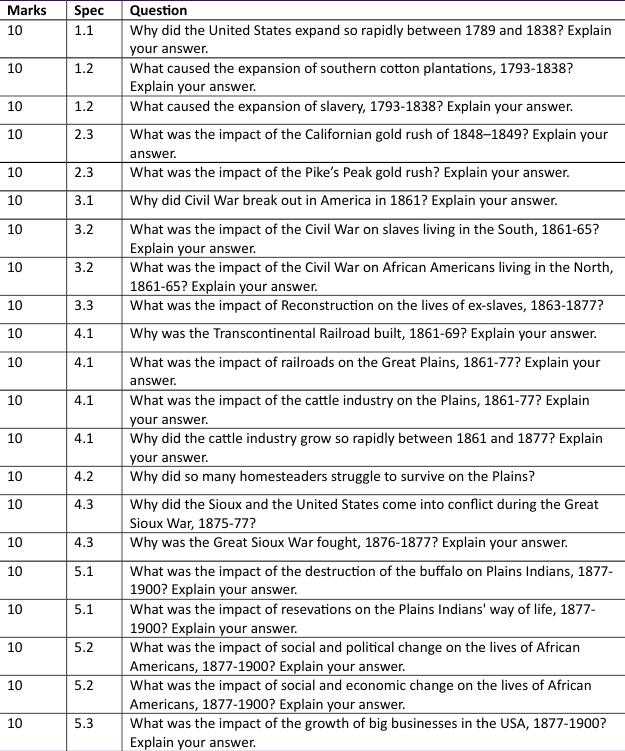 Marks Spec Question
10 1.1 Why did the United States expand so rapidly between 1789 and 1838? Explain
your answer.
10 1.2 What caused the expansion of southern cotton plantations, 1793-1838?
Explain your answer.
10 1.2 What caused the expansion of slavery, 1793-1838? Explain your answer.
10 2.3 What was the impact of the Californian gold rush of 1848–1849? Explain your
answer.
10 2.3 What was the impact of the Pike’s Peak gold rush? Explain your answer.
10 3.1 Why did Civil War break out in America in 1861? Explain your answer.
10 3.2 What was the impact of the Civil War on slaves living in the South, 1861-65?
Explain your answer.
10 3.2 What was the impact of the Civil War on African Americans living in the North,
1861-65? Explain your answer.
10 3.3 What was the impact of Reconstruction on the lives of ex-slaves, 1863-1877?
10 4.1 Why was the Transcontinental Railroad built, 1861-69? Explain your answer.
10 4.1 What was the impact of railroads on the Great Plains, 1861-77? Explain your
answer.
10 4.1 What was the impact of the cattle industry on the Plains, 1861-77? Explain
your answer.
10 4.1 Why did the cattle industry grow so rapidly between 1861 and 1877? Explain
your answer.
10 4.2 Why did so many homesteaders struggle to survive on the Plains?
10 4.3 Why did the Sioux and the United States come into conflict during the Great
Sioux War, 1875-77?
10 4.3 Why was the Great Sioux War fought, 1876-1877? Explain your answer.
10 5.1 What was the impact of the destruction of the buffalo on Plains Indians, 1877-
1900? Explain your answer.
10 5.1 What was the impact of resevations on the Plains Indians' way of life, 1877-
1900? Explain your answer.
10 5.2 What was the impact of social and political change on the lives of African
Americans, 1877-1900? Explain your answer.
10 5.2 What was the impact of social and economic change on the lives of African
Americans, 1877-1900? Explain your answer.
10 5.3 What was the impact of the growth of big businesses in the USA, 1877-1900?
Explain your answer.